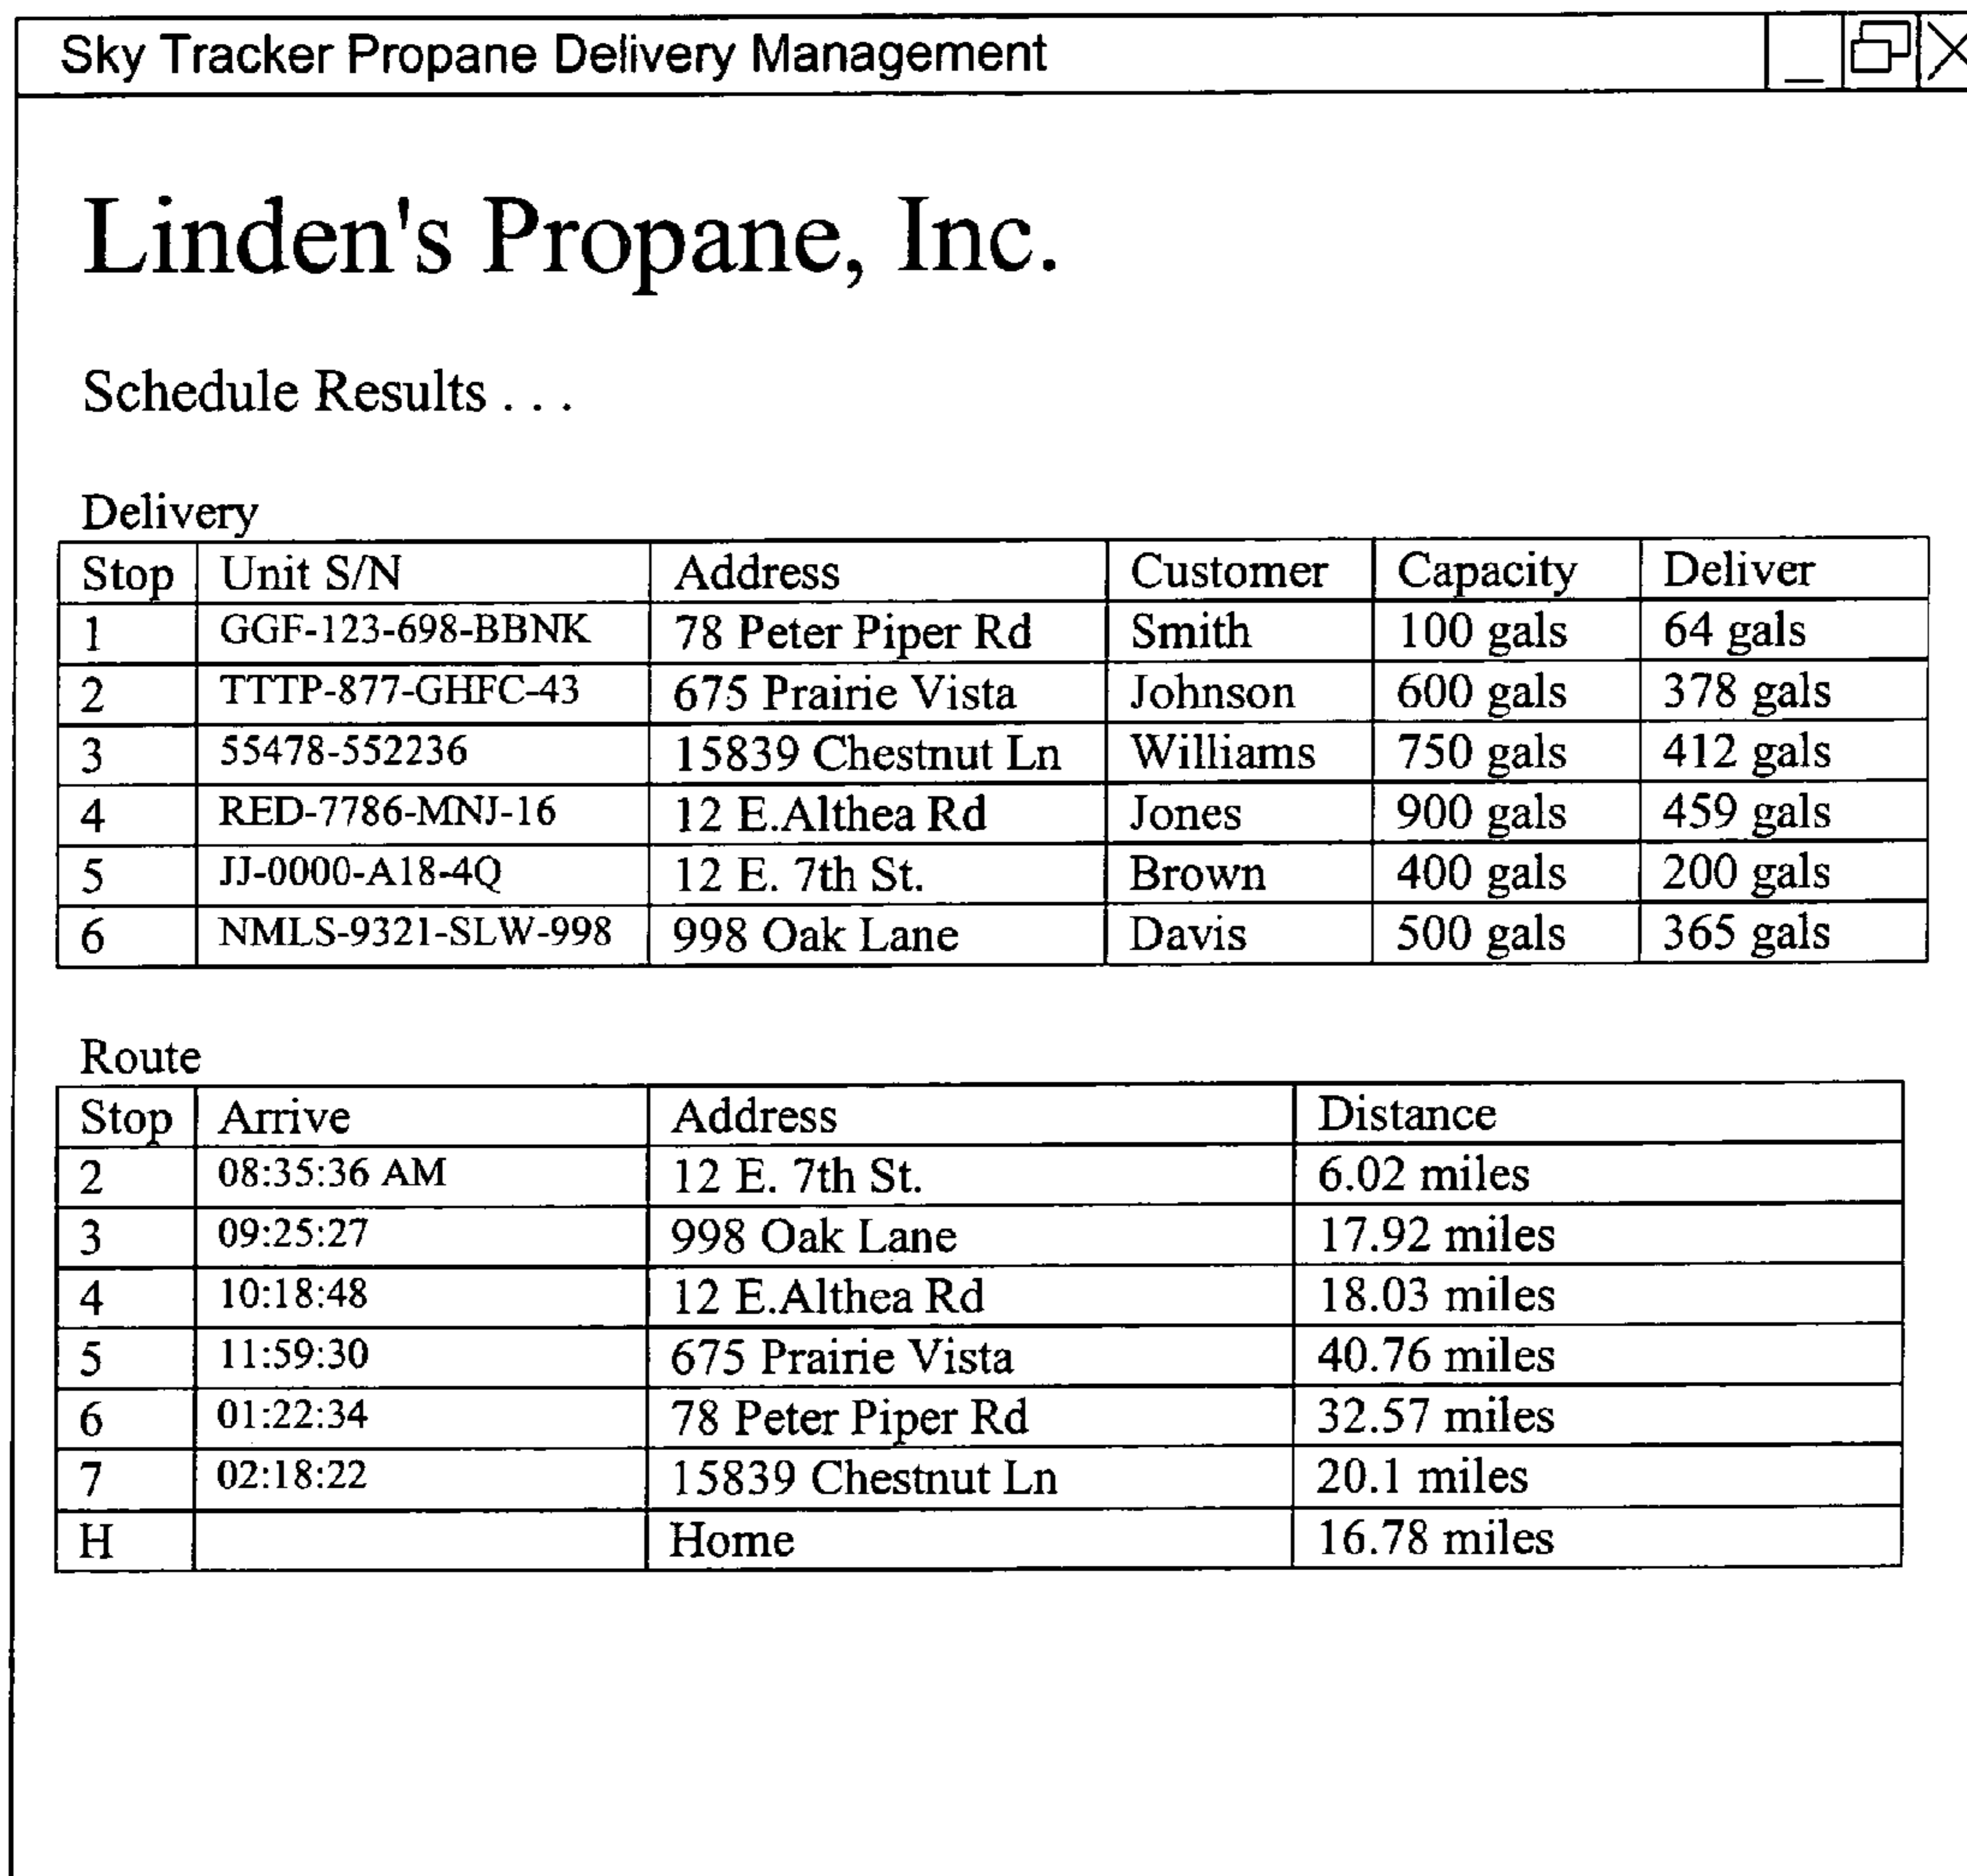 Sky Tracker Propane Delivery Management
Linden's Propane, Inc.
Schedule Results . . .
Delivery
Stop Unit S/N Address Customer Capacity Deliver
1 GGF-123-698-BBNK 78 Peter Piper Rd Smith 100 gals 64 gals
2 TTTP-877-GHFC-43 675 Prairie Vista Johnson 600 gals 378 gals
3 55478-552236 15839 Chestnut Ln Williams 750 gals 412 gals
4 RED-7786-MNJ-16 12 E.Althea Rd Jones 900 gals 459 gals
5 JJ-0000-A18-4Q 12 E. 7th St. Brown 400 gals 200 gals
6 NMLS-9321-SLW-998 998 Oak Lane Davis 500 gals 365 gals
Route
Stop Arrive Address Distance
2 08:35:36 AM 12 E. 7th St. 6.02 miles
3 09:25:27 998 Oak Lane 17.92 miles
4 10:18:48 12 E.Althea Rd 18.03 miles
5 11:59:30 675 Prairie Vista 40.76 miles
6 01:22:34 78 Peter Piper Rd 32.57 miles
7 02:18:22 15839 Chestnut Ln 20.1 miles
H Home 16.78 miles